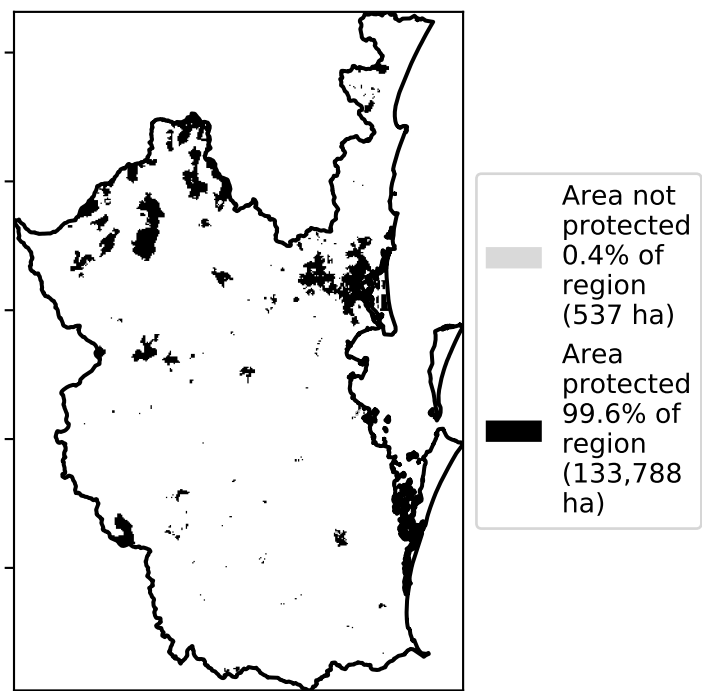 Area not
protected
0.4% of
region
(537 ha)
Area
protected
99.6% of
region
(133,788
ha)